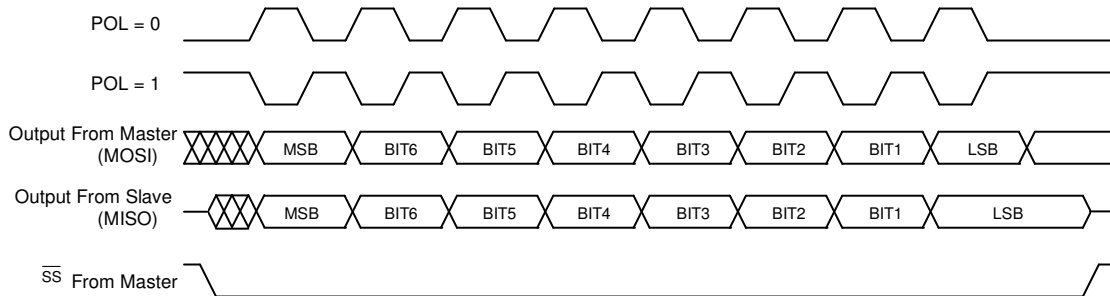 POL = 0
POL = 1
Output From Master
(MOSI)
MSB BIT6 BIT5 BIT4 BIT3 BIT2 BIT1 LSB
Output From Slave
(MISO)
MSB BIT6 BIT5 BIT4 BIT3 BIT2 BIT1 LSB
SS From Master